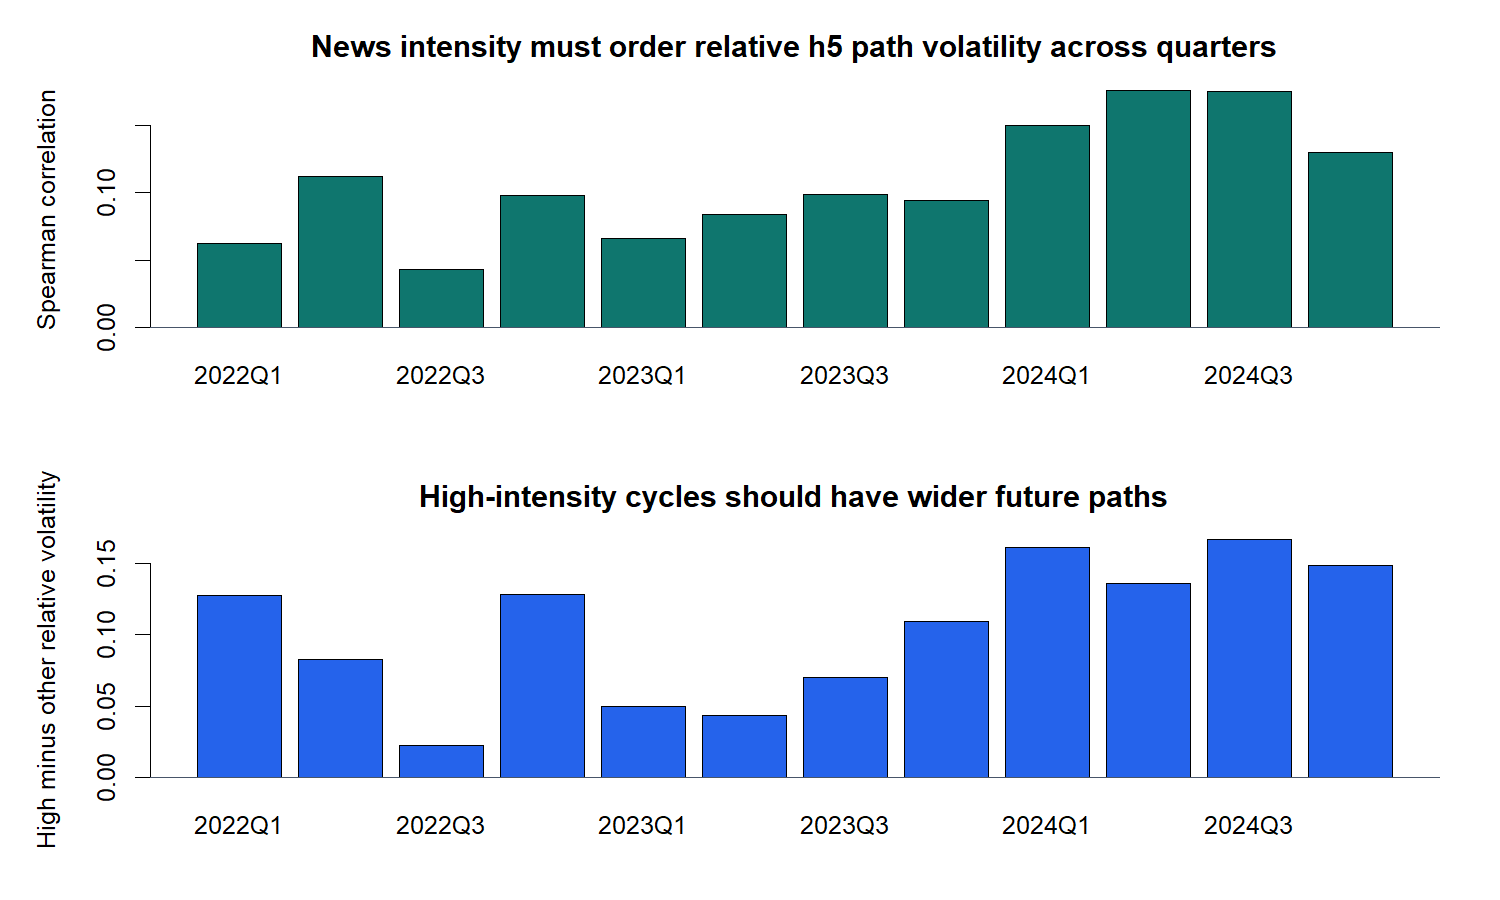 News intensity must order relative h5 path volatility across quarters
Spearman correlation
0.10
0.00
2022Q1 2022Q3 2023Q1 2023Q3 2024Q1 2024Q3
High-intensity cycles should have wider future paths
High minus other relative volatility
0.15
0.10
0.05
0.00
2022Q1 2022Q3 2023Q1 2023Q3 2024Q1 2024Q3